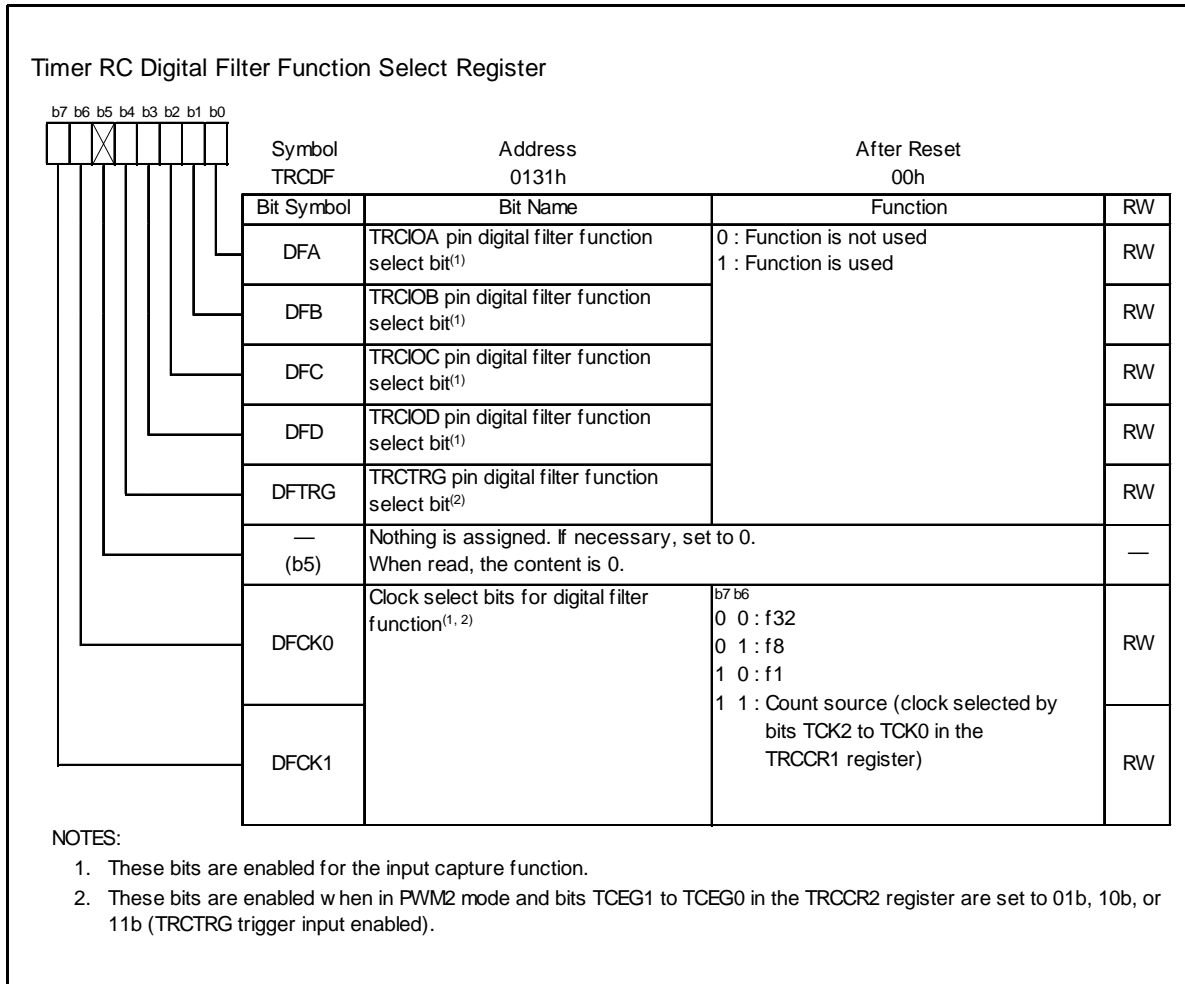 Timer RC Digital Filter Function Select Register
b7 b6 b5 b4 b3 b2 b1 b0
Symbol Address After Reset
TRCDF 0131h 00h
Bit Symbol Bit Name Function RW
DFA TRCIOA pin digital filter function select bit(1) 0 : Function is not used RW
1 : Function is used
DFB TRCIOB pin digital filter function select bit(1) RW
DFC TRCIOC pin digital filter function select bit(1) RW
DFD TRCIOD pin digital filter function select bit(1) RW
DFTRG TRCTRG pin digital filter function select bit(2) RW
— (b5) Nothing is assigned. If necessary, set to 0. —
When read, the content is 0.
DFCK0 Clock select bits for digital filter function(1, 2) RW
b7 b6
0 0 : f32
0 1 : f8
1 0 : f1
1 1 : Count source (clock selected by
bits TCK2 to TCK0 in the
TRCCR1 register)
DFCK1 RW
NOTES:
1. These bits are enabled for the input capture function.
2. These bits are enabled when in PWM2 mode and bits TCEG1 to TCEG0 in the TRCCR2 register are set to 01b, 10b, or
11b (TRCTRG trigger input enabled).